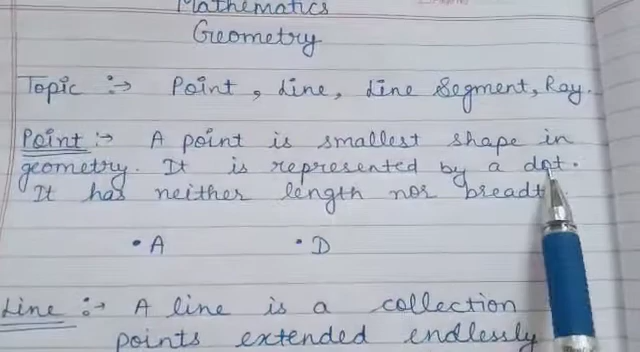 Mathematics
Geometry
Topic :→ Point, Line, Line Segment, Ray.
Point :→ A point is smallest shape in
geometry. It is represented by a dot.
It has neither length nor breadt
• A • D
Line :→ A line is a collection
points extended endlessly